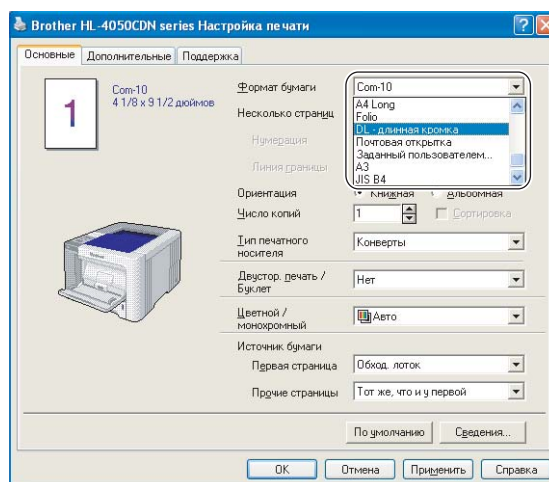 Brother HL-4050CDN series Настройка печати
Основные Дополнительные Поддержка
1
Com-10
4 1/8 x 9 1/2 дюймов
Формат бумаги
Com-10
A4 Long
Folio
DL - длинная кромка
Почтовая открытка
Заданный пользователем...
A3
JIS B4
Несколько страниц
Нумерация
Линия границы
Ориентация
Книжная Альбомная
Число копий
1
Сортировка
Тип печатного
носителя
Конверты
Двустор. печать /
Буклет
Нет
Цветной /
монохромный
Авто
Источник бумаги
Первая страница
Обход. лоток
Прочие страницы
Тот же, что и у первой
По умолчанию Сведения...
OK Отмена Применить Справка